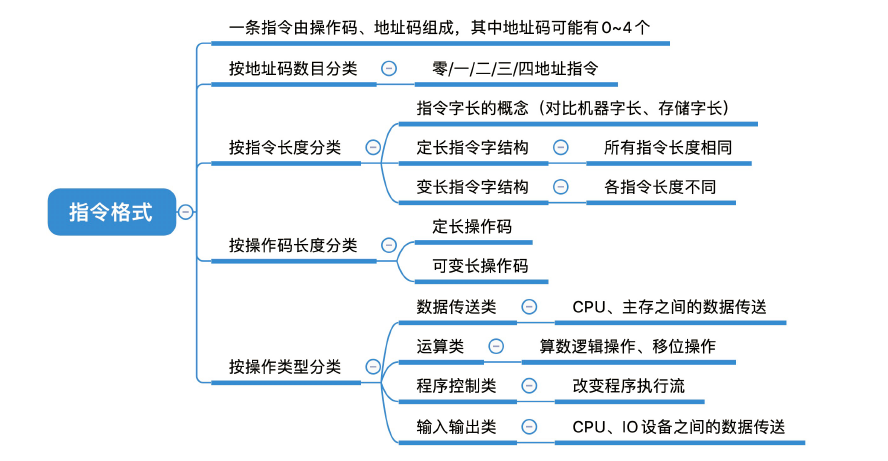 指令格式
一条指令由操作码、地址码组成，其中地址码可能有0~4个
按地址码数目分类
零/一/二/三/四地址指令
按指令长度分类
指令字长的概念（对比机器字长、存储字长）
定长指令字结构
所有指令长度相同
变长指令字结构
各指令长度不同
按操作码长度分类
定长操作码
可变长操作码
按操作类型分类
数据传送类
CPU、主存之间的数据传送
运算类
算数逻辑操作、移位操作
程序控制类
改变程序执行流
输入输出类
CPU、IO设备之间的数据传送